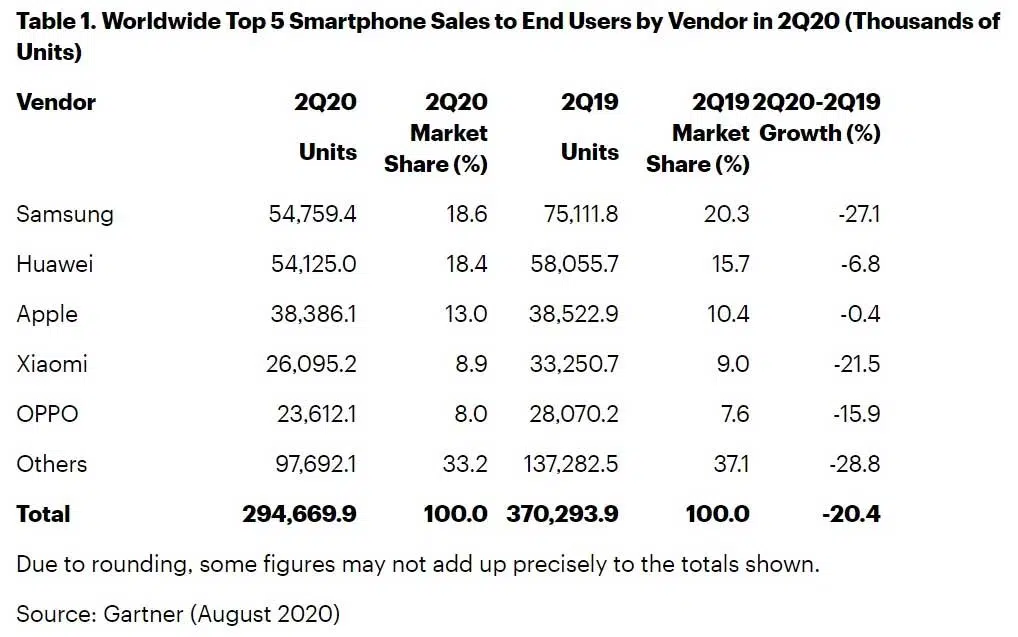 Table 1. Worldwide Top 5 Smartphone Sales to End Users by Vendor in 2Q20 (Thousands of
Units)
Vendor 2Q20 2Q20 2Q19 2Q19 2Q20-2Q19
Market Market Growth (%)
Units Units
Share (%) Share (%)
Samsung 54,759.4 18.6 75,111.8 20.3 -27.1
Huawei 54,125.0 18.4 58,055.7 15.7 -6.8
Apple 38,386.1 13.0 38,522.9 10.4 -0.4
Xiaomi 26,095.2 8.9 33,250.7 9.0 -21.5
OPPO 23,612.1 8.0 28,070.2 7.6 -15.9
Others 97,692.1 33.2 137,282.5 37.1 -28.8
Total 294,669.9 100.0 370,293.9 100.0 -20.4
Due to rounding, some figures may not add up precisely to the totals shown.
Source: Gartner (August 2020)